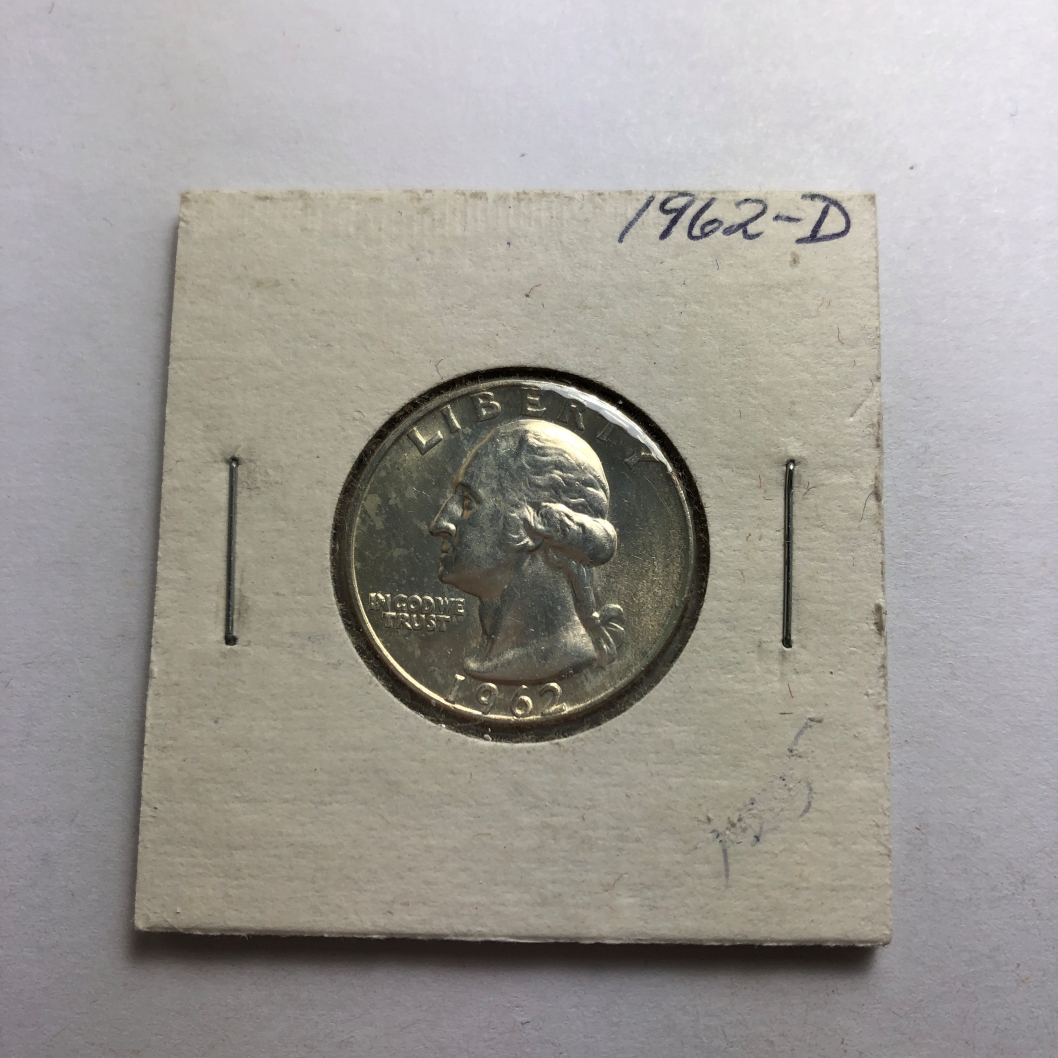 1962-D
LIBERTY
IN GOD WE
TRUST
1962